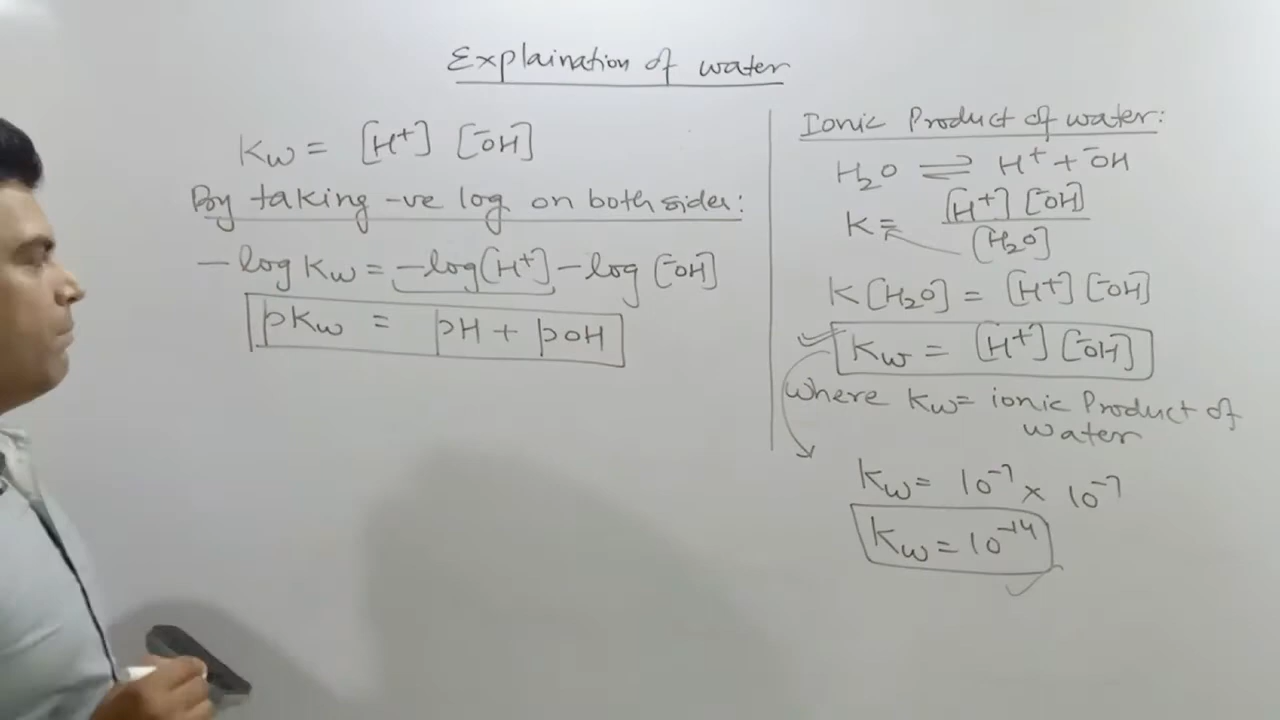 Explaination of water
Kw = [H+] [⁻OH]
By taking -ve log on both sides:
-log Kw = -log[H+] - log [⁻OH]
pKw = pH + pOH
Ionic Product of water:
H₂O ⇌ H⁺ + ⁻OH
K = [H+] [⁻OH]
[H₂O]
K [H₂O] = [H+] [⁻OH]
Kw = [H+] [⁻OH]
where Kw = ionic Product of
water
Kw = 10⁻⁷ × 10⁻⁷
Kw = 10⁻¹⁴